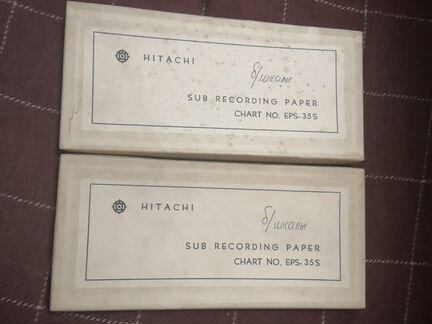 HITACHI
б/шкалы
SUB RECORDING PAPER
CHART NO. EPS-35S
HITACHI
б/шкалы
SUB RECORDING PAPER
CHART NO. EPS-35S